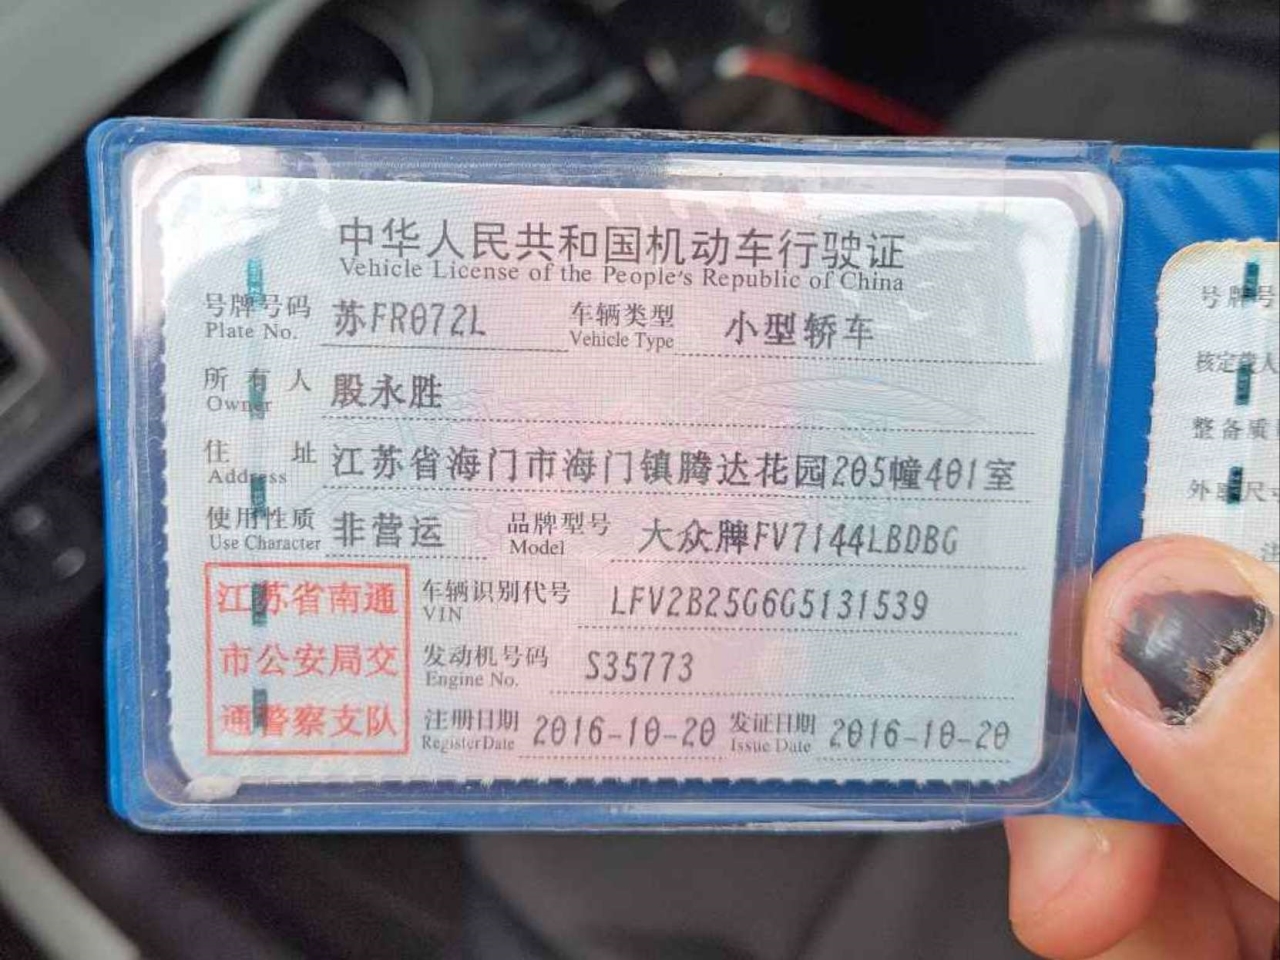 中华人民共和国机动车行驶证
Vehicle License of the People's Republic of China
号牌号码 苏FR072L 车辆类型 小型轿车
Plate No. Vehicle Type
所有人 殷永胜
Owner
住址 江苏省海门市海门镇腾达花园205幢401室
Address
使用性质 非营运 品牌型号 大众牌FV7144LBDBG
Use Character Model
江苏省南通
市公安局交
通警察支队
车辆识别代号 LFV2B25G6G5131539
VIN
发动机号码 S35773
Engine No.
注册日期 2016-10-20 发证日期 2016-10-20
Register Date Issue Date
号牌号
核定载人
整备质
外廓尺